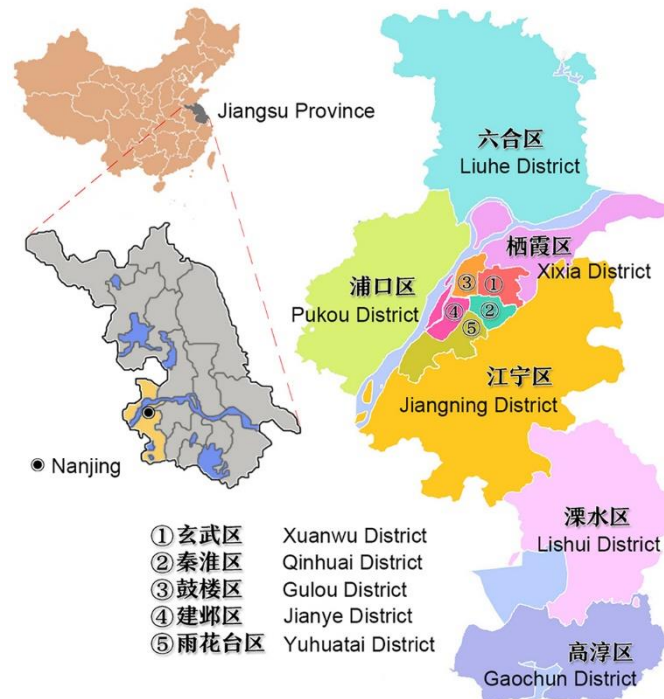 Jiangsu Province
六合区
Liuhe District
栖霞区
Xixia District
浦口区
Pukou District
③
①
②
④
⑤
江宁区
Jiangning District
Nanjing
溧水区
Lishui District
①玄武区 Xuanwu District
②秦淮区 Qinhuai District
③鼓楼区 Gulou District
④建邺区 Jianye District
⑤雨花台区 Yuhuatai District
高淳区
Gaochun District